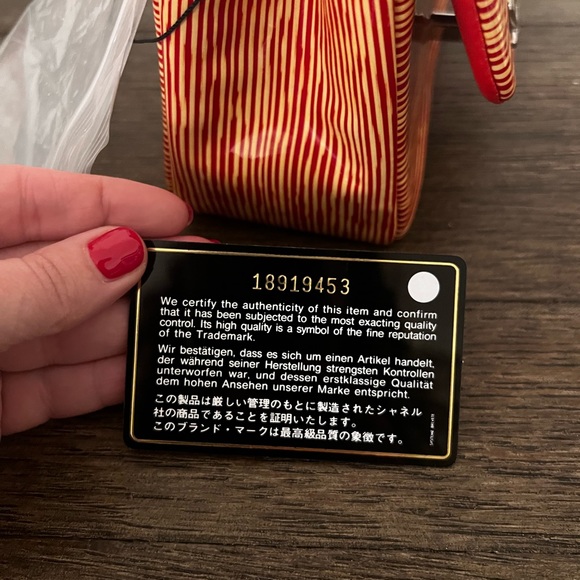 18919453
We certify the authenticity of this item and confirm
that it has been subjected to the most exacting quality
control. Its high quality is a symbol of the fine reputation
of the Trademark.
Wir bestätigen, dass es sich um einen Artikel handelt,
der während seiner Herstellung strengsten Kontrollen
unterworfen war, und dessen erstklassige Qualität
dem hohen Ansehen unserer Marke entspricht.
この製品は厳しい管理のもとに製造されたシャネル
社の商品であることを証明いたします。
このブランド・マークは最高級品質の象徴です。